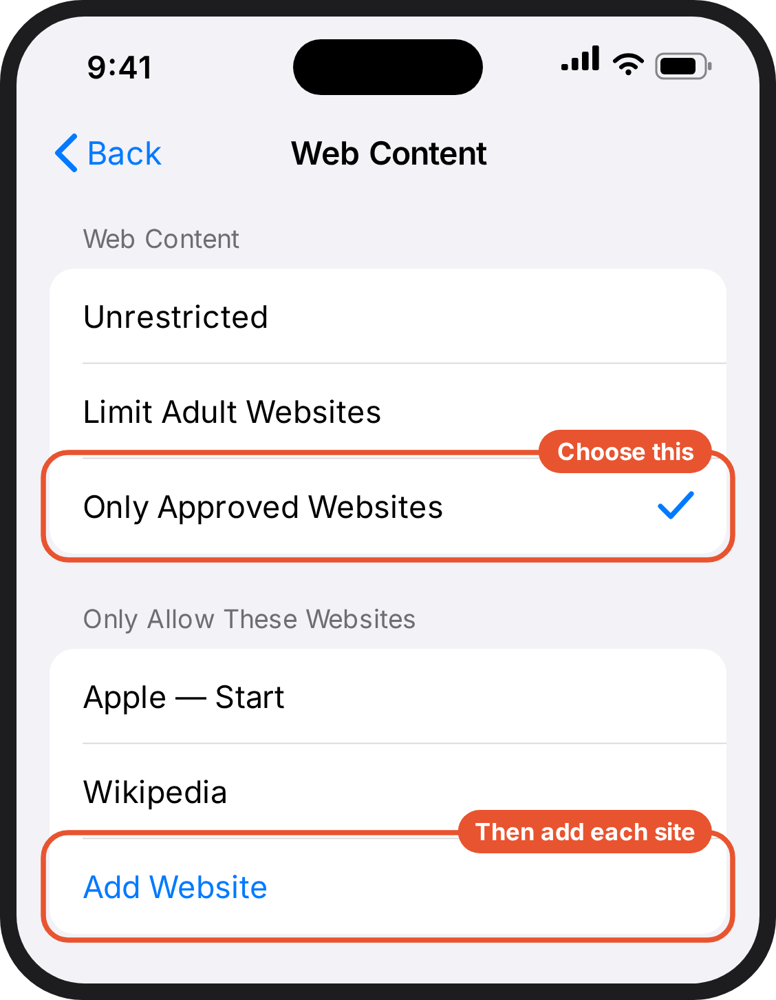 9:41
Back
Web Content
Web Content
Unrestricted
Limit Adult Websites
Choose this
Only Approved Websites
Only Allow These Websites
Apple — Start
Wikipedia
Then add each site
Add Website